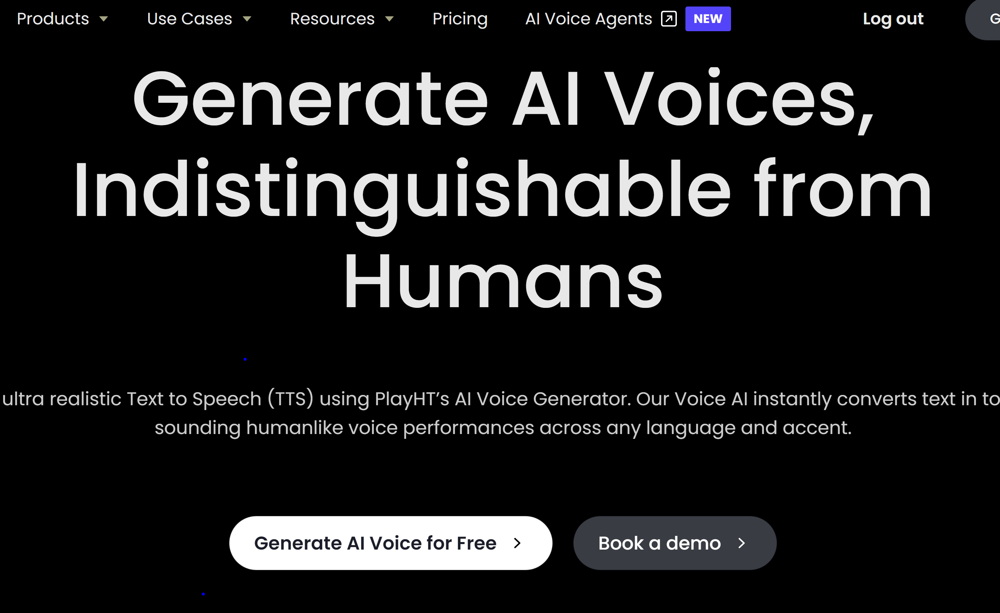 Products Use Cases Resources Pricing AI Voice Agents NEW Log out G
Generate AI Voices,
Indistinguishable from
Humans
ultra realistic Text to Speech (TTS) using PlayHT’s AI Voice Generator. Our Voice AI instantly converts text in to
sounding humanlike voice performances across any language and accent.
Generate AI Voice for Free Book a demo